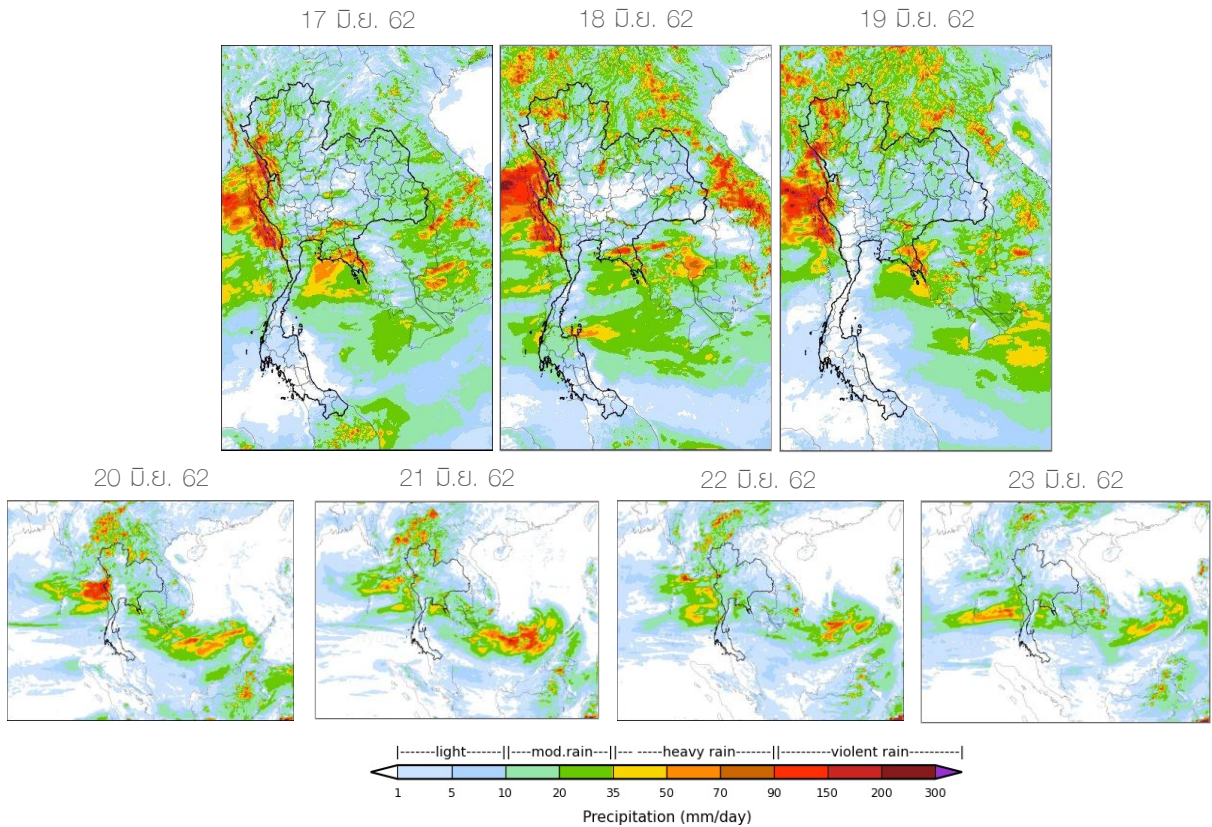 17 มิ.ย. 62
18 มิ.ย. 62
19 มิ.ย. 62
20 มิ.ย. 62
21 มิ.ย. 62
22 มิ.ย. 62
23 มิ.ย. 62
|-------light-------||----mod.rain---||--- -----heavy rain-------||----------violent rain----------|
1 5 10 20 35 50 70 90 150 200 300
Precipitation (mm/day)